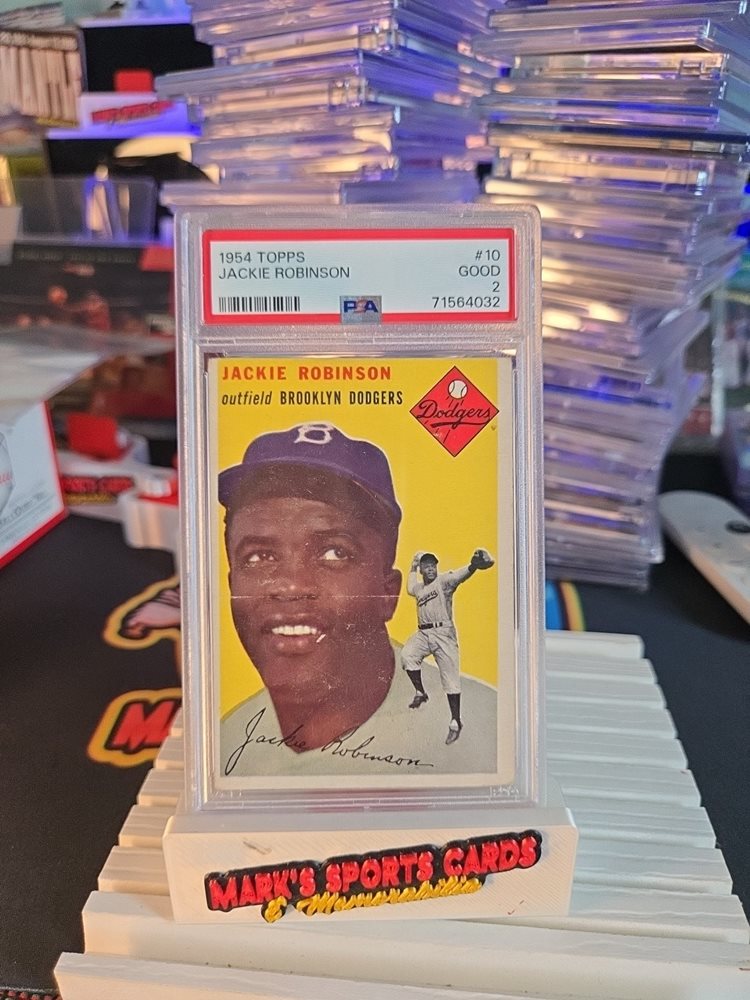 1954 TOPPS #10
JACKIE ROBINSON GOOD
2
PSA 71564032
JACKIE ROBINSON
outfield BROOKLYN DODGERS
Dodgers
B
Dodgers
Jackie Robinson
MARK'S SPORTS CARDS
& Memorabilia